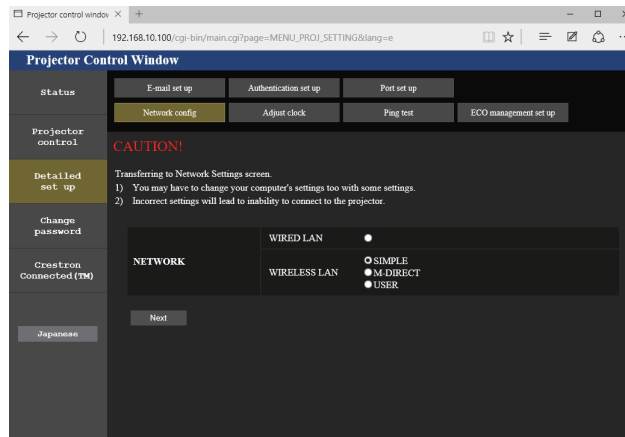 Projector control window
192.168.10.100/cgi-bin/main.cgi?page=MENU_PROJ_SETTING&lang=e
Projector Control Window
Status
E-mail set up
Authentication set up
Port set up
Network config
Adjust clock
Ping test
ECO management set up
Projector
control
CAUTION!
Detailed
set up
Transferring to Network Settings screen.
1) You may have to change your computer's settings too with some settings.
2) Incorrect settings will lead to inability to connect to the projector.
Change
password
NETWORK
WIRED LAN
WIRELESS LAN
SIMPLE
M-DIRECT
USER
Crestron
Connected(TM)
Next
Japanese